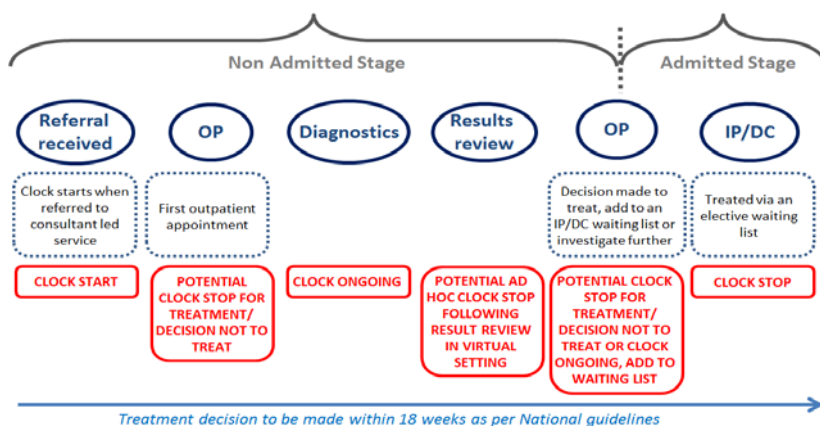 Non Admitted Stage
Admitted Stage
Referral
received
OP
Diagnostics
Results
review
OP
IP/DC
Clock starts when
referred to
consultant led
service
First outpatient
appointment
Decision made to
treat, add to an
IP/DC waiting list or
investigate further
Treated via an
elective waiting
list
CLOCK START
POTENTIAL
CLOCK STOP FOR
TREATMENT/
DECISION NOT TO
TREAT
CLOCK ONGOING
POTENTIAL AD
HOC CLOCK STOP
FOLLOWING
RESULT REVIEW
IN VIRTUAL
SETTING
POTENTIAL CLOCK
STOP FOR
TREATMENT/
DECISION NOT TO
TREAT OR CLOCK
ONGOING, ADD TO
WAITING LIST
CLOCK STOP
Treatment decision to be made within 18 weeks as per National guidelines